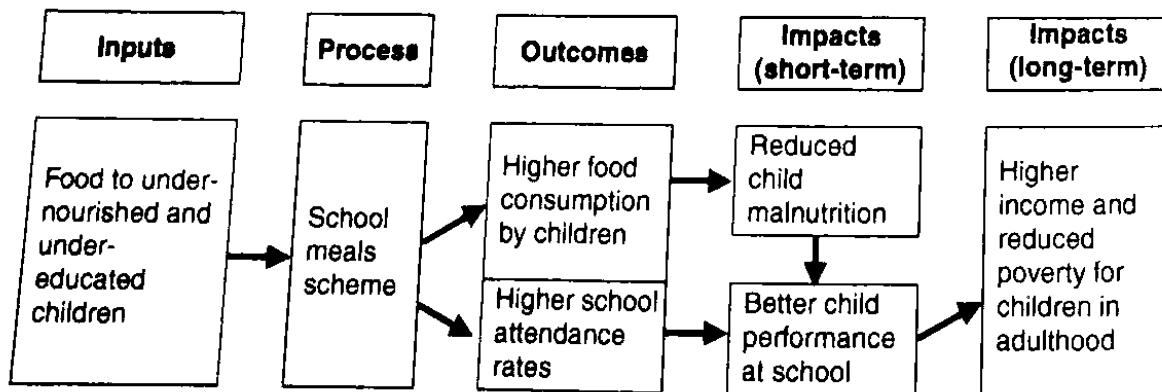 Inputs
Process
Outcomes
Impacts
(short-term)
Impacts
(long-term)
Food to under-
nourished and
under-
educated
children
School
meals
scheme
Higher food
consumption
by children
Higher school
attendance
rates
Reduced
child
malnutrition
Better child
performance
at school
Higher
income and
reduced
poverty for
children in
adulthood